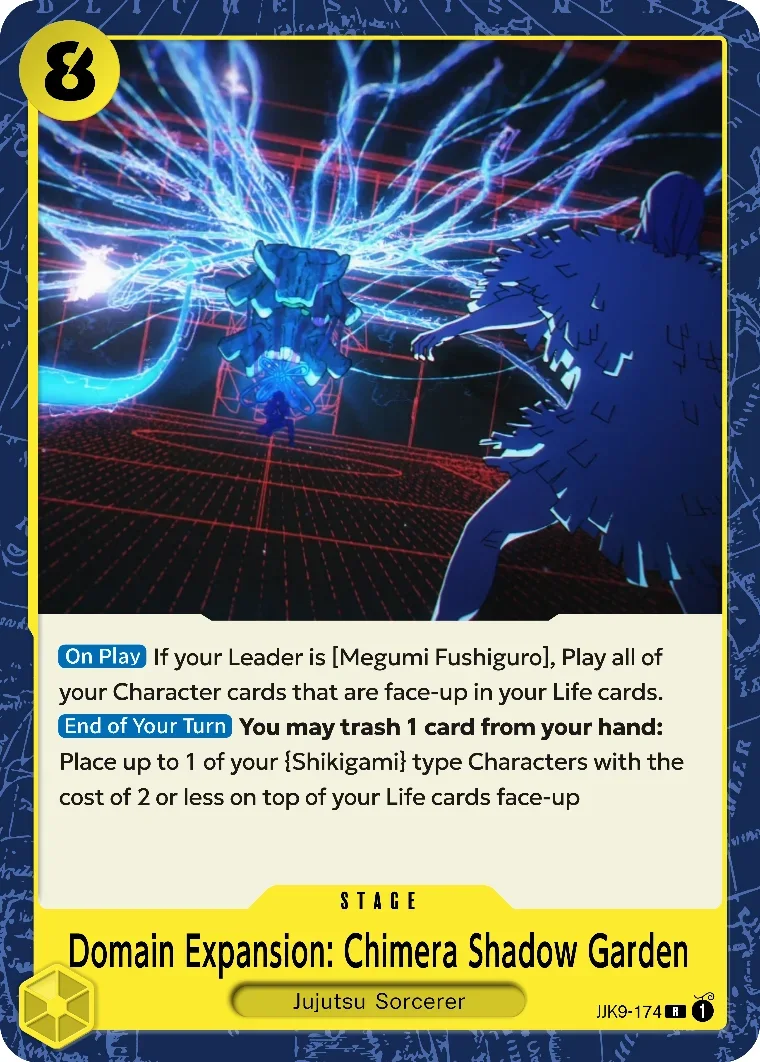 8
On Play If your Leader is [Megumi Fushiguro], Play all of
your Character cards that are face-up in your Life cards.
End of Your Turn You may trash 1 card from your hand:
Place up to 1 of your {Shikigami} type Characters with the
cost of 2 or less on top of your Life cards face-up
STAGE
Domain Expansion: Chimera Shadow Garden
Jujutsu Sorcerer
JJK9-174 R 1